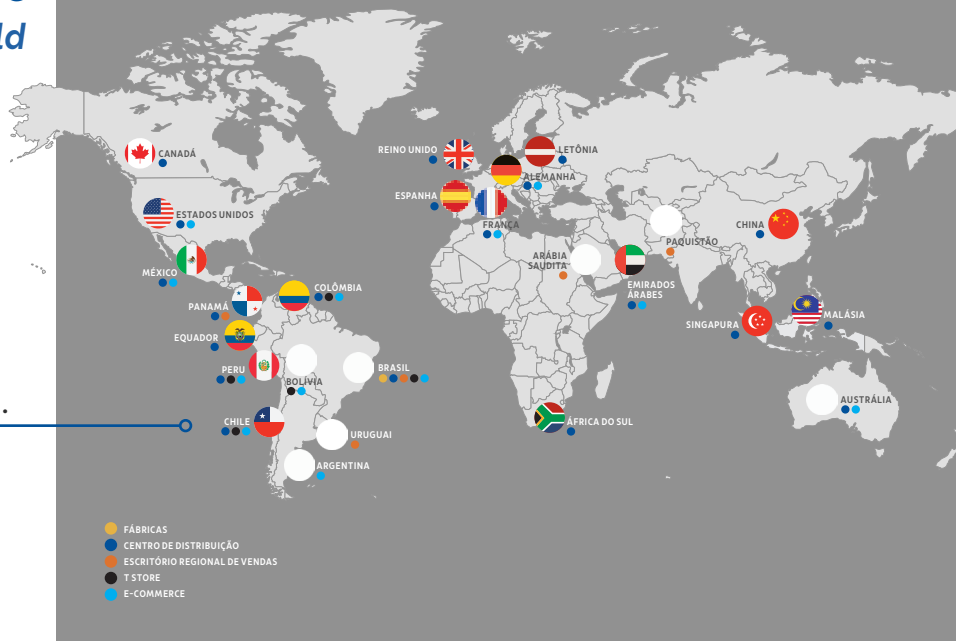 ld
CANADÁ
ESTADOS UNIDOS
MÉXICO
PANAMÁ
COLÔMBIA
EQUADOR
PERU
BOLÍVIA
BRASIL
CHILE
URUGUAI
ARGENTINA
REINO UNIDO
LETÔNIA
ALEMANHA
ESPANHA
FRANÇA
ARÁBIA
SAUDITA
EMIRADOS
ÁRABES
PAQUISTÃO
CHINA
SINGAPURA
MALÁSIA
AUSTRÁLIA
ÁFRICA DO SUL
FÁBRICAS
CENTRO DE DISTRIBUIÇÃO
ESCRITÓRIO REGIONAL DE VENDAS
T STORE
E-COMMERCE